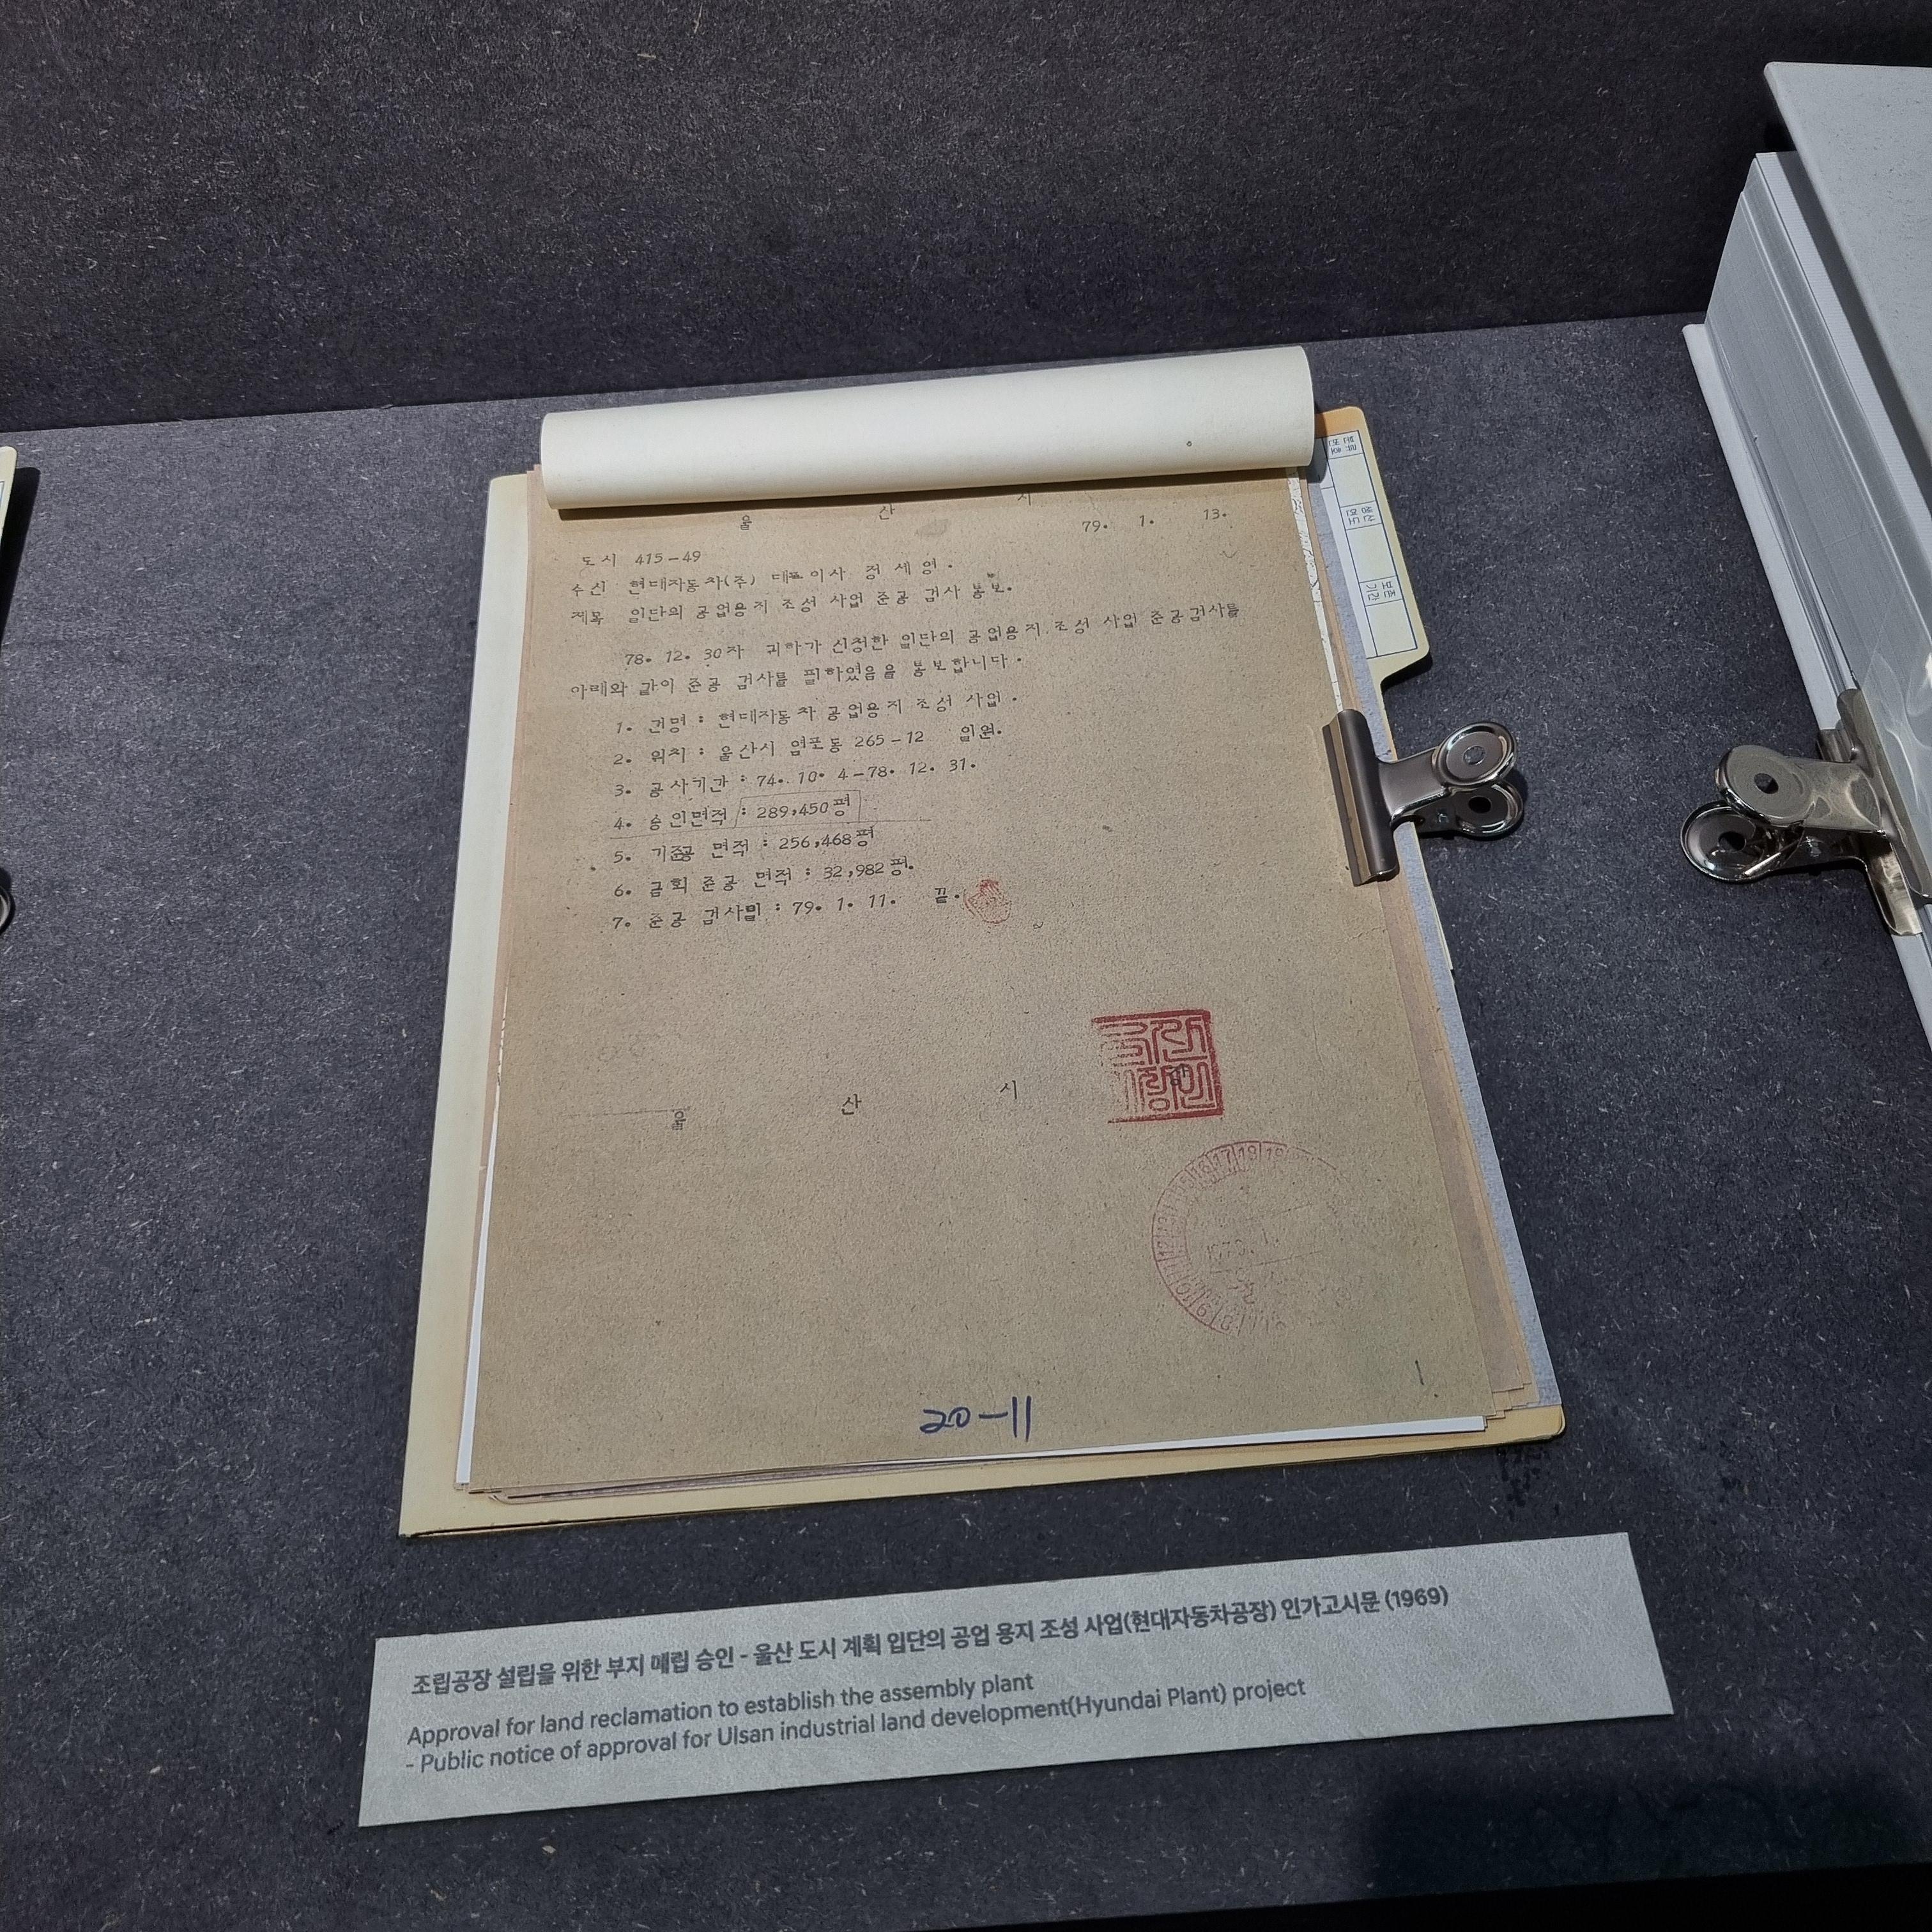 울 산 시
79. 1. 13.
도시 415-49
수신 현대자동차(주) 대표이사 정 세 영.
제목 일단의 공업용지 조성 사업 준공 검사 통보.
78. 12. 30자 귀하가 신청한 일단의 공업용지 조성 사업 준공검사를
아래와 같이 준공 검사를 필하였음을 통보합니다.
1. 건명 : 현대자동차 공업용지 조성 사업.
2. 위치 : 울산시 염포동 265-12 일원.
3. 공사기간 : 74. 10. 4-78. 12. 31.
4. 승인면적 : 289,450평
5. 기준공 면적 : 256,468평
6. 금회 준공 면적 : 32,982평.
7. 준공 검사일 : 79. 1. 11. 끝.
울 산 시
20-11
보존
기간
조립공장 설립을 위한 부지 매립 승인 - 울산 도시 계획 입단의 공업 용지 조성 사업(현대자동차공장) 인가고시문 (1969)
Approval for land reclamation to establish the assembly plant
- Public notice of approval for Ulsan industrial land development(Hyundai Plant) project